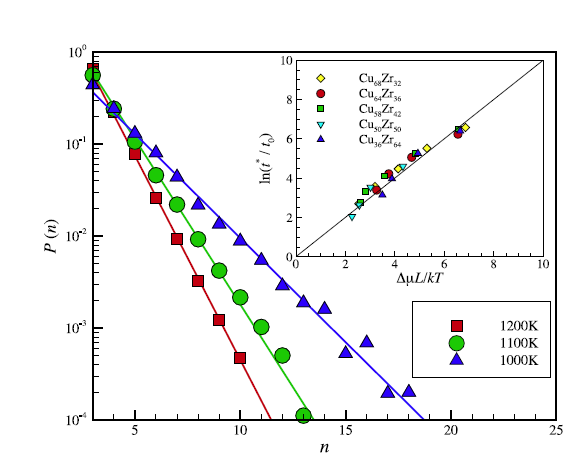 10⁰
10⁻¹
10⁻²
10⁻³
10⁻⁴
P (n)
5
10
15
20
25
n
10
8
6
4
2
0
ln(t* / t₀)
0
2
4
6
8
10
ΔμL/kT
Cu₆₈Zr₃₂
Cu₆₄Zr₃₆
Cu₅₈Zr₄₂
Cu₅₀Zr₅₀
Cu₃₆Zr₆₄
1200K
1100K
1000K